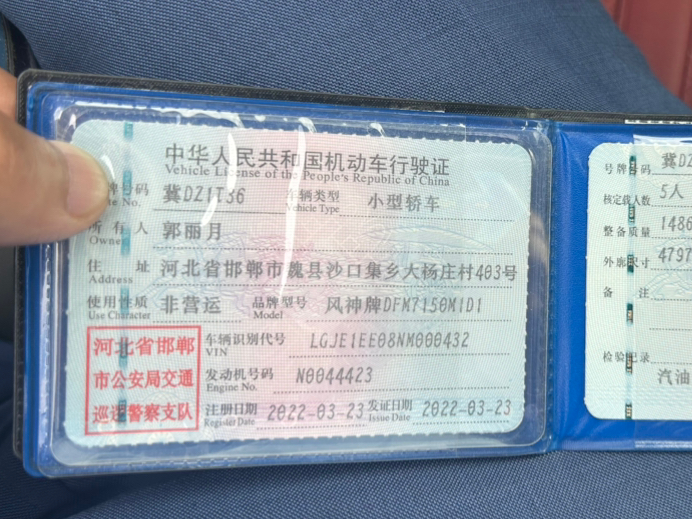 中华人民共和国机动车行驶证
Vehicle License of the People's Republic of China
号码 冀DZ1T36 车辆类型 小型轿车
No. Vehicle Type
所有人 郭丽月
Owner
住址 河北省邯郸市魏县沙口集乡大杨庄村403号
Address
使用性质 非营运 品牌型号 风神牌DFM7150M1D1
Use Character Model
河北省邯郸
市公安局交通
巡逻警察支队
车辆识别代号 LGJE1EE08NM000432
VIN
发动机号码 N0044423
Engine No.
注册日期 2022-03-23 发证日期 2022-03-23
Register Date Issue Date
号牌号码 冀DZ
核定载人数 5人
整备质量 1486
外廓尺寸 4797
备注
检验记录
汽油